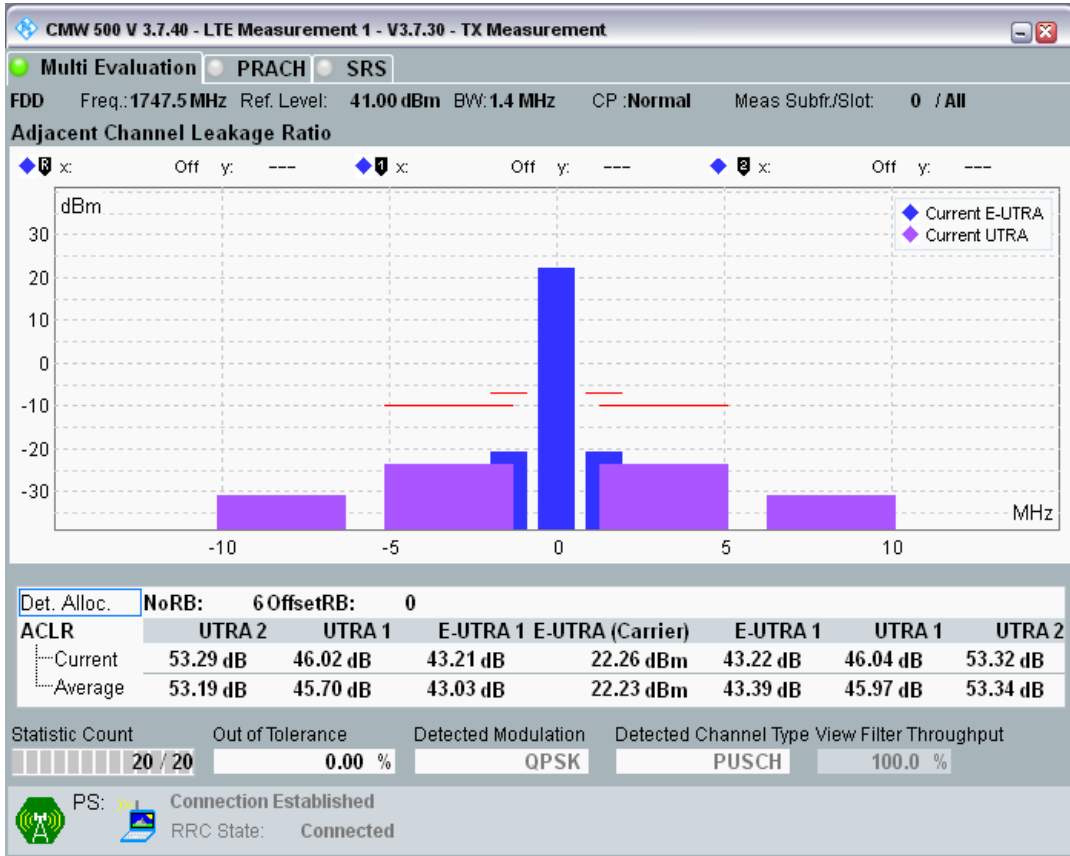 CMW 500 V 3.7.40 - LTE Measurement 1 - V3.7.30 - TX Measurement
Multi Evaluation PRACH SRS
FDD Freq.: 1747.5 MHz Ref. Level: 41.00 dBm BW: 1.4 MHz CP : Normal Meas Subfr./Slot: 0 / All
Adjacent Channel Leakage Ratio
R x: Off y: --- 1 x: Off y: --- 2 x: Off y: ---
dBm
Current E-UTRA
Current UTRA
30
20
10
0
-10
-20
-30
MHz
-10 -5 0 5 10
Det. Alloc. NoRB: 6 OffsetRB: 0
ACLR UTRA 2 UTRA 1 E-UTRA 1 E-UTRA (Carrier) E-UTRA 1 UTRA 1 UTRA 2
Current 53.29 dB 46.02 dB 43.21 dB 22.26 dBm 43.22 dB 46.04 dB 53.32 dB
Average 53.19 dB 45.70 dB 43.03 dB 22.23 dBm 43.39 dB 45.97 dB 53.34 dB
Statistic Count Out of Tolerance Detected Modulation Detected Channel Type View Filter Throughput
20 / 20 0.00 % QPSK PUSCH 100.0 %
PS: Connection Established
RRC State: Connected